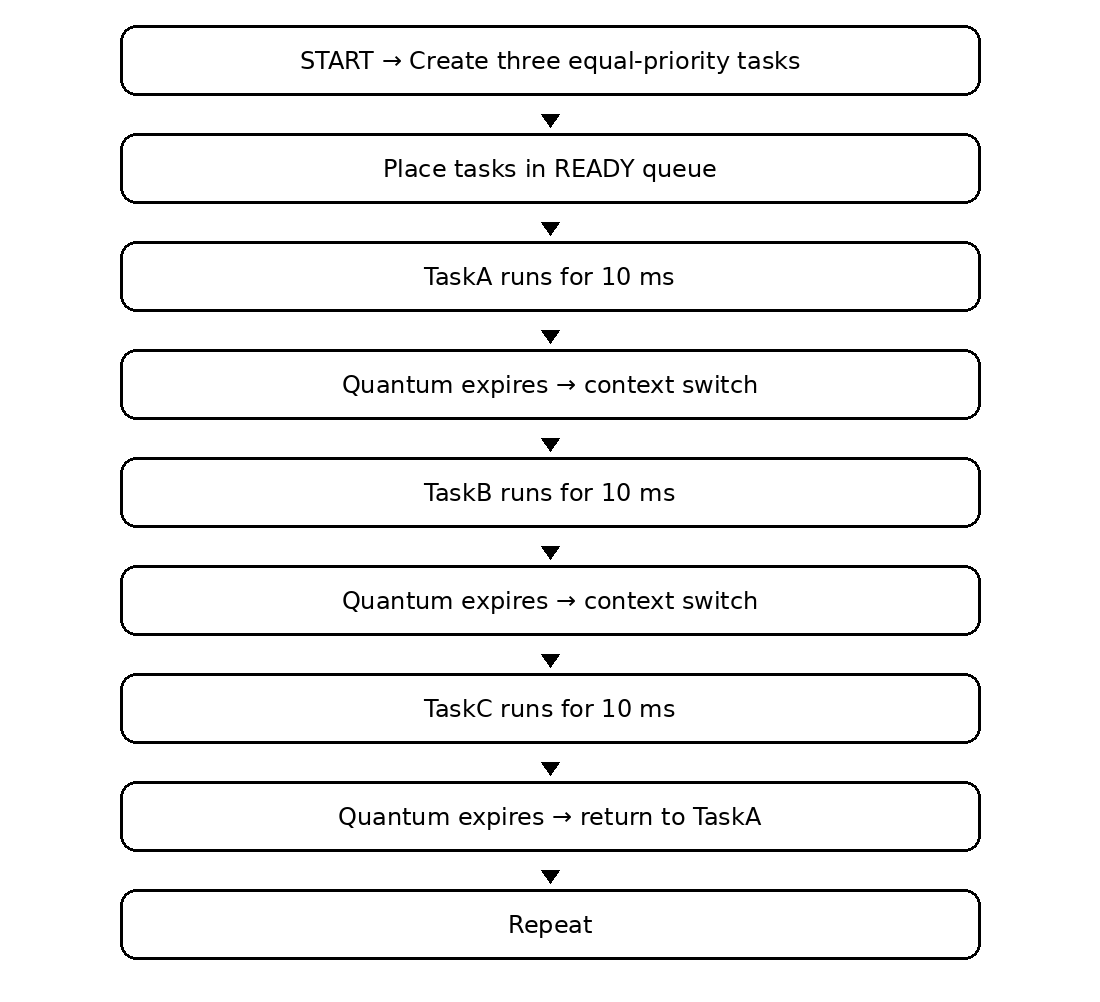 START → Create three equal-priority tasks
Place tasks in READY queue
TaskA runs for 10 ms
Quantum expires → context switch
TaskB runs for 10 ms
Quantum expires → context switch
TaskC runs for 10 ms
Quantum expires → return to TaskA
Repeat